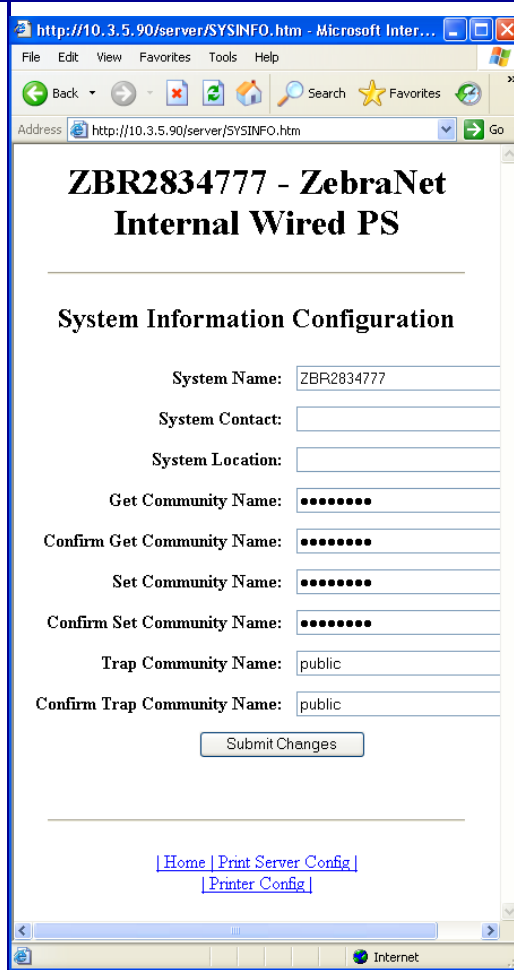 http://10.3.5.90/server/SYSINFO.htm - Microsoft Inter...
File Edit View Favorites Tools Help
Back Search Favorites »
Address http://10.3.5.90/server/SYSINFO.htm Go
ZBR2834777 - ZebraNet
Internal Wired PS
System Information Configuration
System Name: ZBR2834777
System Contact:
System Location:
Get Community Name: ●●●●●●●●
Confirm Get Community Name: ●●●●●●●●
Set Community Name: ●●●●●●●●
Confirm Set Community Name: ●●●●●●●●
Trap Community Name: public
Confirm Trap Community Name: public
Submit Changes
| Home | Print Server Config |
| Printer Config |
Internet